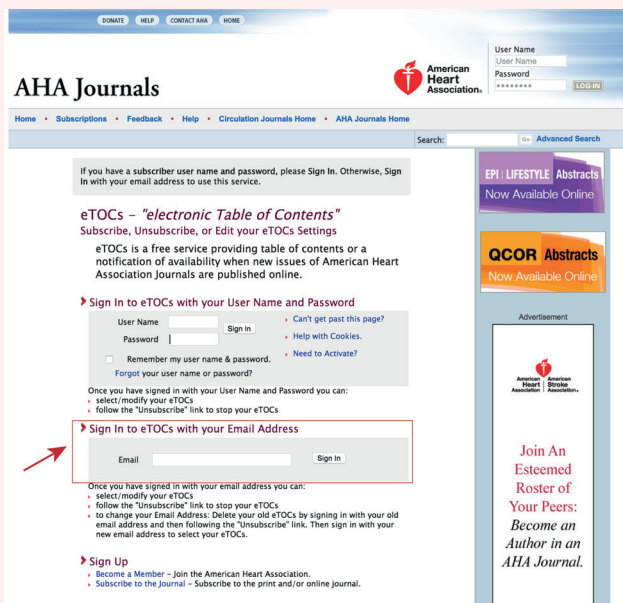 DONATE HELP CONTACT AHA HOME
AHA Journals
American
Heart
Association®
User Name
User Name
Password
LOG-IN
Home • Subscriptions • Feedback • Help • Circulation Journals Home • AHA Journals Home
Search: Go Advanced Search
If you have a subscriber user name and password, please Sign In. Otherwise, Sign
In with your email address to use this service.
eTOCs – "electronic Table of Contents"
Subscribe, Unsubscribe, or Edit your eTOCs Settings
eTOCs is a free service providing table of contents or a
notification of availability when new issues of American Heart
Association Journals are published online.
Sign In to eTOCs with your User Name and Password
User Name
Password
Sign In
Remember my user name & password.
Forgot your user name or password?
Can't get past this page?
Help with Cookies.
Need to Activate?
Once you have signed in with your User Name and Password you can:
select/modify your eTOCs
follow the "Unsubscribe" link to stop your eTOCs
Sign In to eTOCs with your Email Address
Email Sign In
Once you have signed in with your email address you can:
select/modify your eTOCs
follow the "Unsubscribe" link to stop your eTOCs
to change your Email Address: Delete your old eTOCs by signing in with your old
email address and then following the "Unsubscribe" link. Then sign in with your
new email address to select your eTOCs.
Sign Up
Become a Member – Join the American Heart Association.
Subscribe to the Journal – Subscribe to the print and/or online journal.
EPI | LIFESTYLE Abstracts
Now Available Online
QCOR Abstracts
Now Available Online
Advertisement
American Heart Association
American Stroke Association®
Join An
Esteemed
Roster of
Your Peers:
Become an
Author in an
AHA Journal.